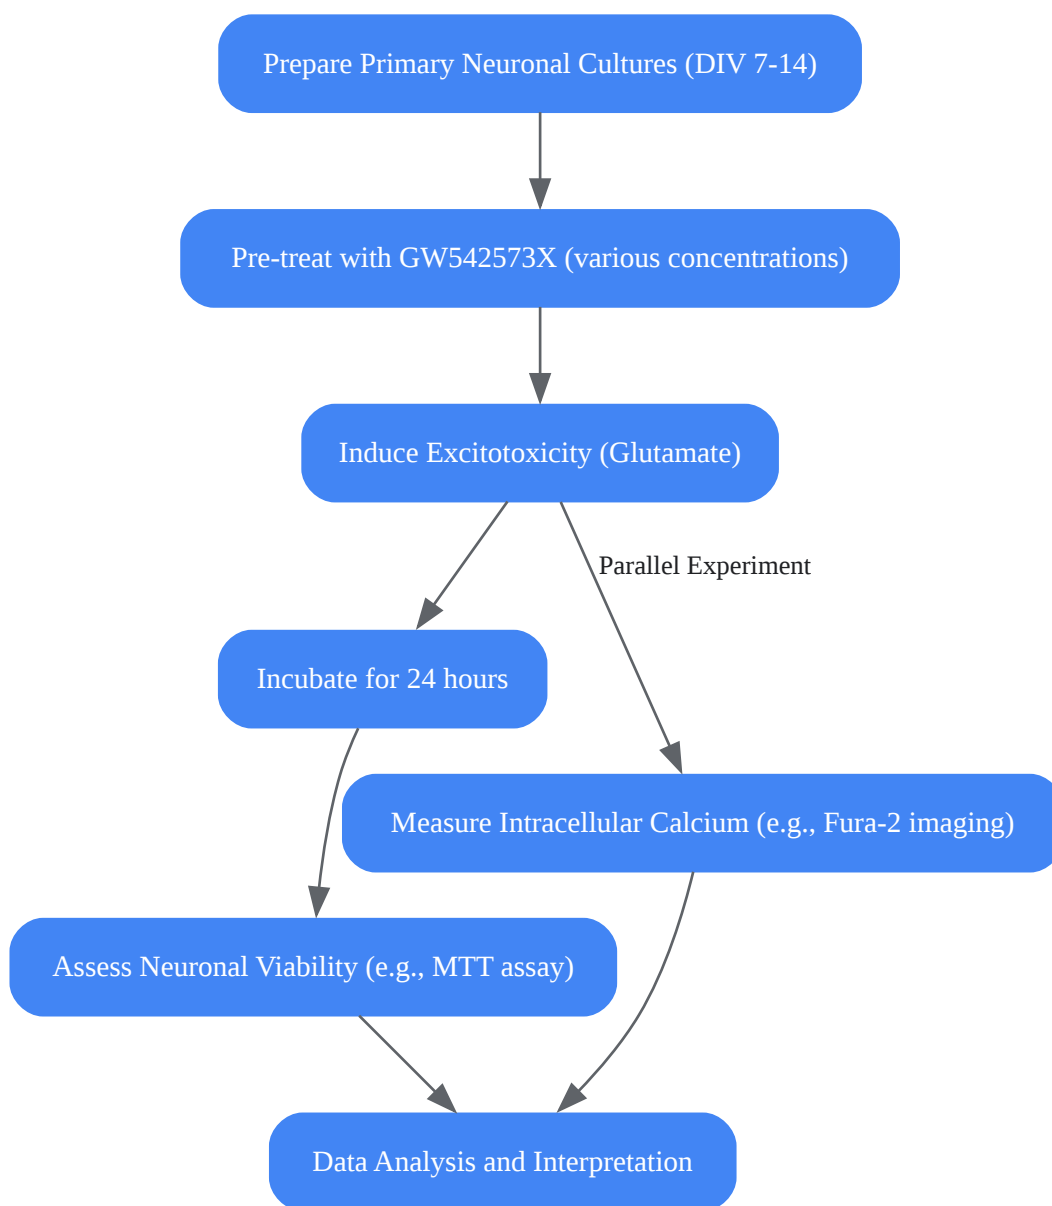 Prepare Primary Neuronal Cultures (DIV 7-14)
Pre-treat with GW542573X (various concentrations)
Induce Excitotoxicity (Glutamate)
Parallel Experiment
Incubate for 24 hours
Measure Intracellular Calcium (e.g., Fura-2 imaging)
Assess Neuronal Viability (e.g., MTT assay)
Data Analysis and Interpretation